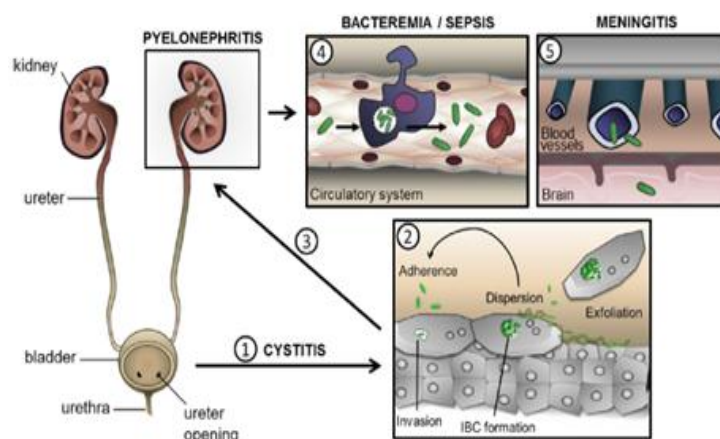 PYELONEPHRITIS
kidney
ureter
bladder
urethra
ureter
opening
1 CYSTITIS
2
Adherence
Dispersion
Exfoliation
Invasion
IBC formation
3
BACTEREMIA / SEPSIS
4
Circulatory system
MENINGITIS
5
Blood
vessels
Brain